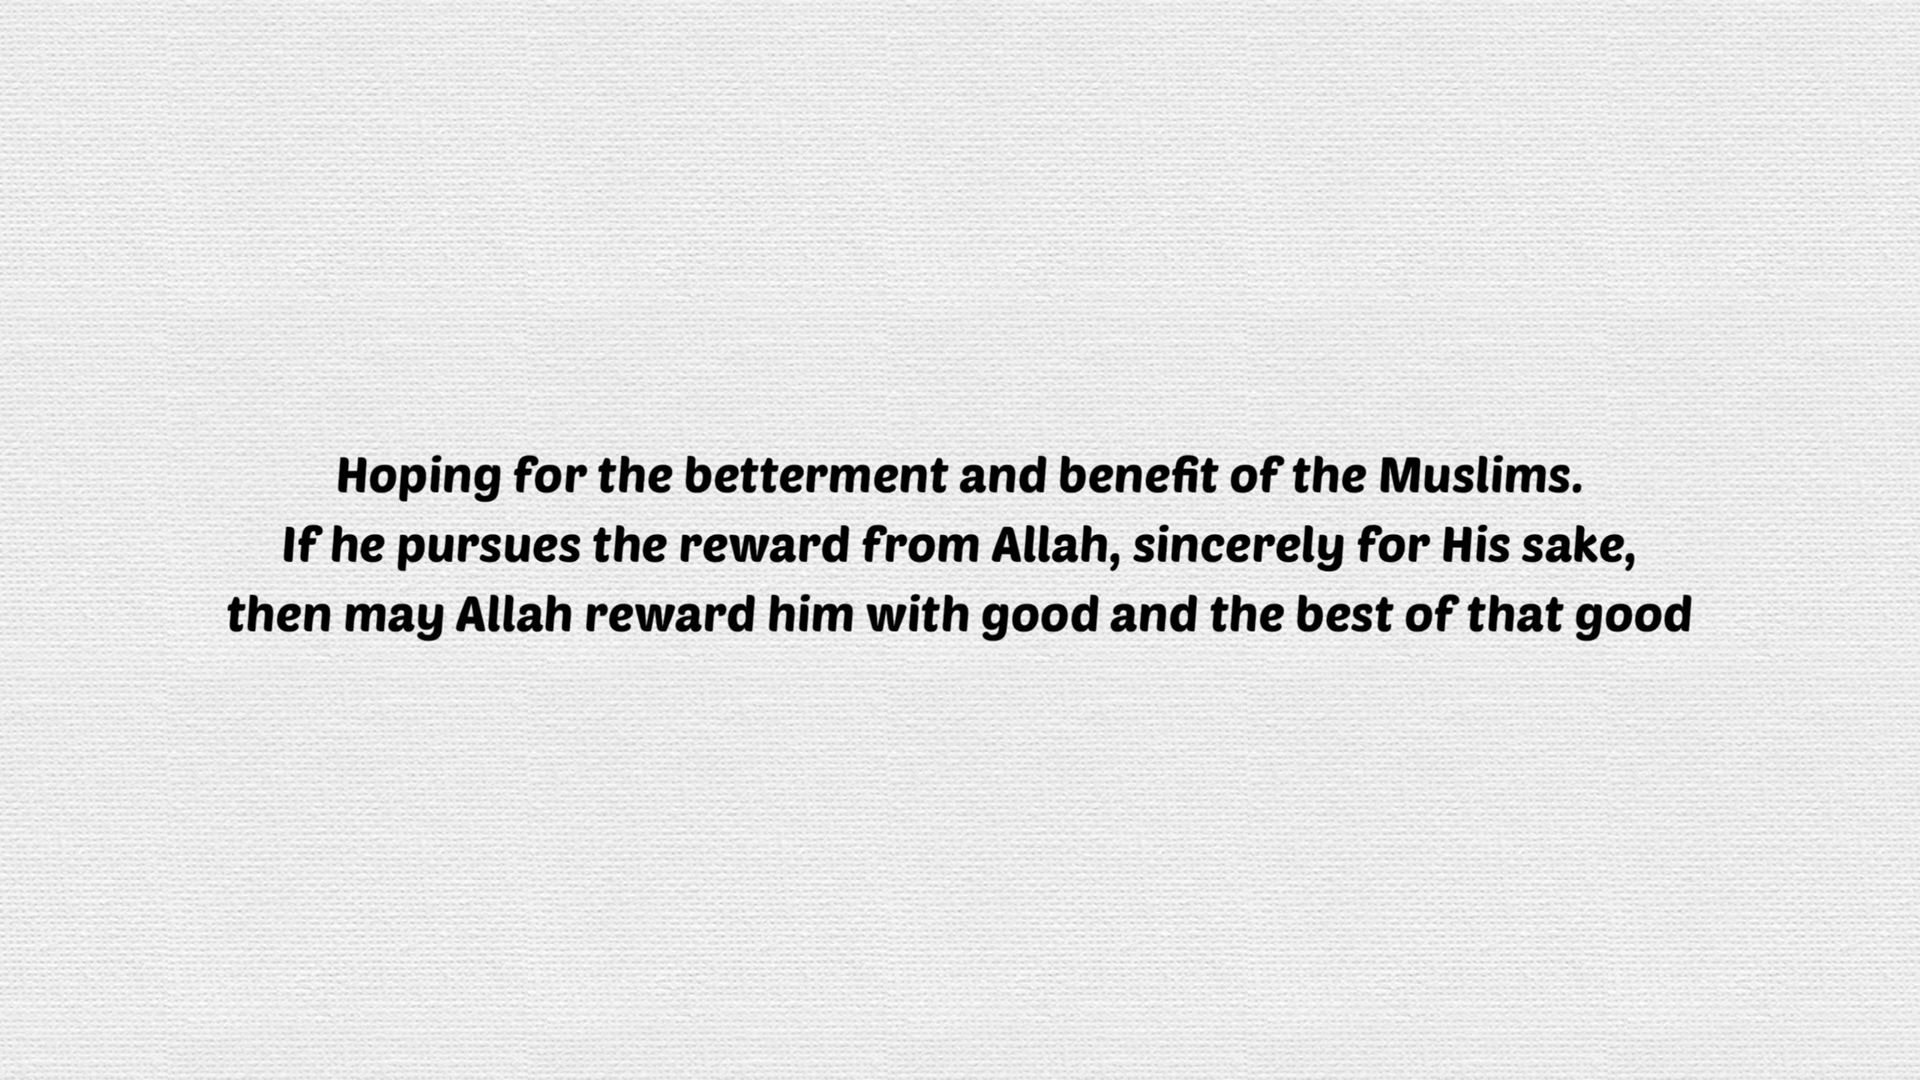 Hoping for the betterment and benefit of the Muslims.
If he pursues the reward from Allah, sincerely for His sake,
then may Allah reward him with good and the best of that good